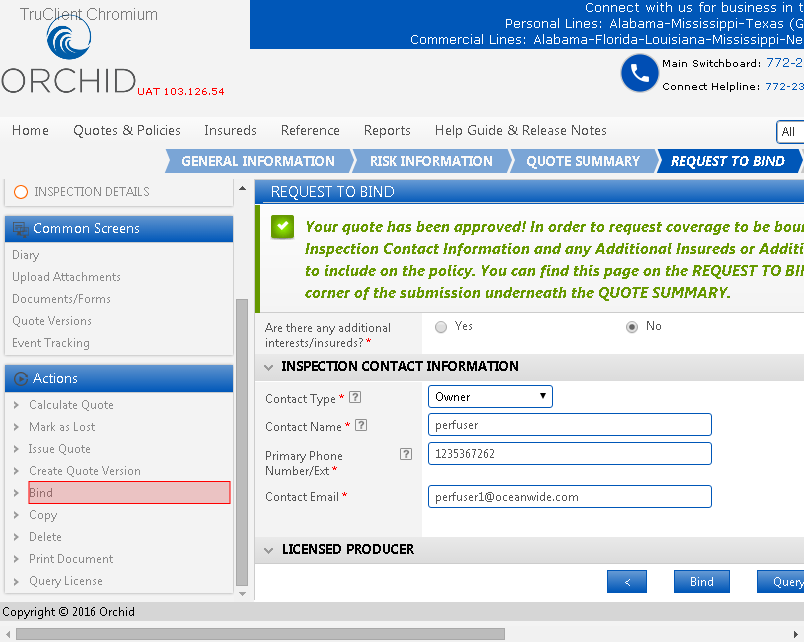 TruClient Chromium
ORCHID
UAT 103.126.54
Connect with us for business in t
Personal Lines: Alabama-Mississippi-Texas (G
Commercial Lines: Alabama-Florida-Louisiana-Mississippi-Ne
Main Switchboard: 772-2
Connect Helpline: 772-23
Home Quotes & Policies Insureds Reference Reports Help Guide & Release Notes All
GENERAL INFORMATION RISK INFORMATION QUOTE SUMMARY REQUEST TO BIND
INSPECTION DETAILS
Common Screens
Diary
Upload Attachments
Documents/Forms
Quote Versions
Event Tracking
Actions
Calculate Quote
Mark as Lost
Issue Quote
Create Quote Version
Bind
Copy
Delete
Print Document
Query License
REQUEST TO BIND
Your quote has been approved! In order to request coverage to be bou
Inspection Contact Information and any Additional Insureds or Additi
to include on the policy. You can find this page on the REQUEST TO BI
corner of the submission underneath the QUOTE SUMMARY.
Are there any additional
interests/insureds? *
Yes No
INSPECTION CONTACT INFORMATION
Contact Type * ? Owner
Contact Name * ? perfuser
Primary Phone
Number/Ext *
? 1235367262
Contact Email * perfuser1@oceanwide.com
LICENSED PRODUCER
< Bind Query
Copyright © 2016 Orchid